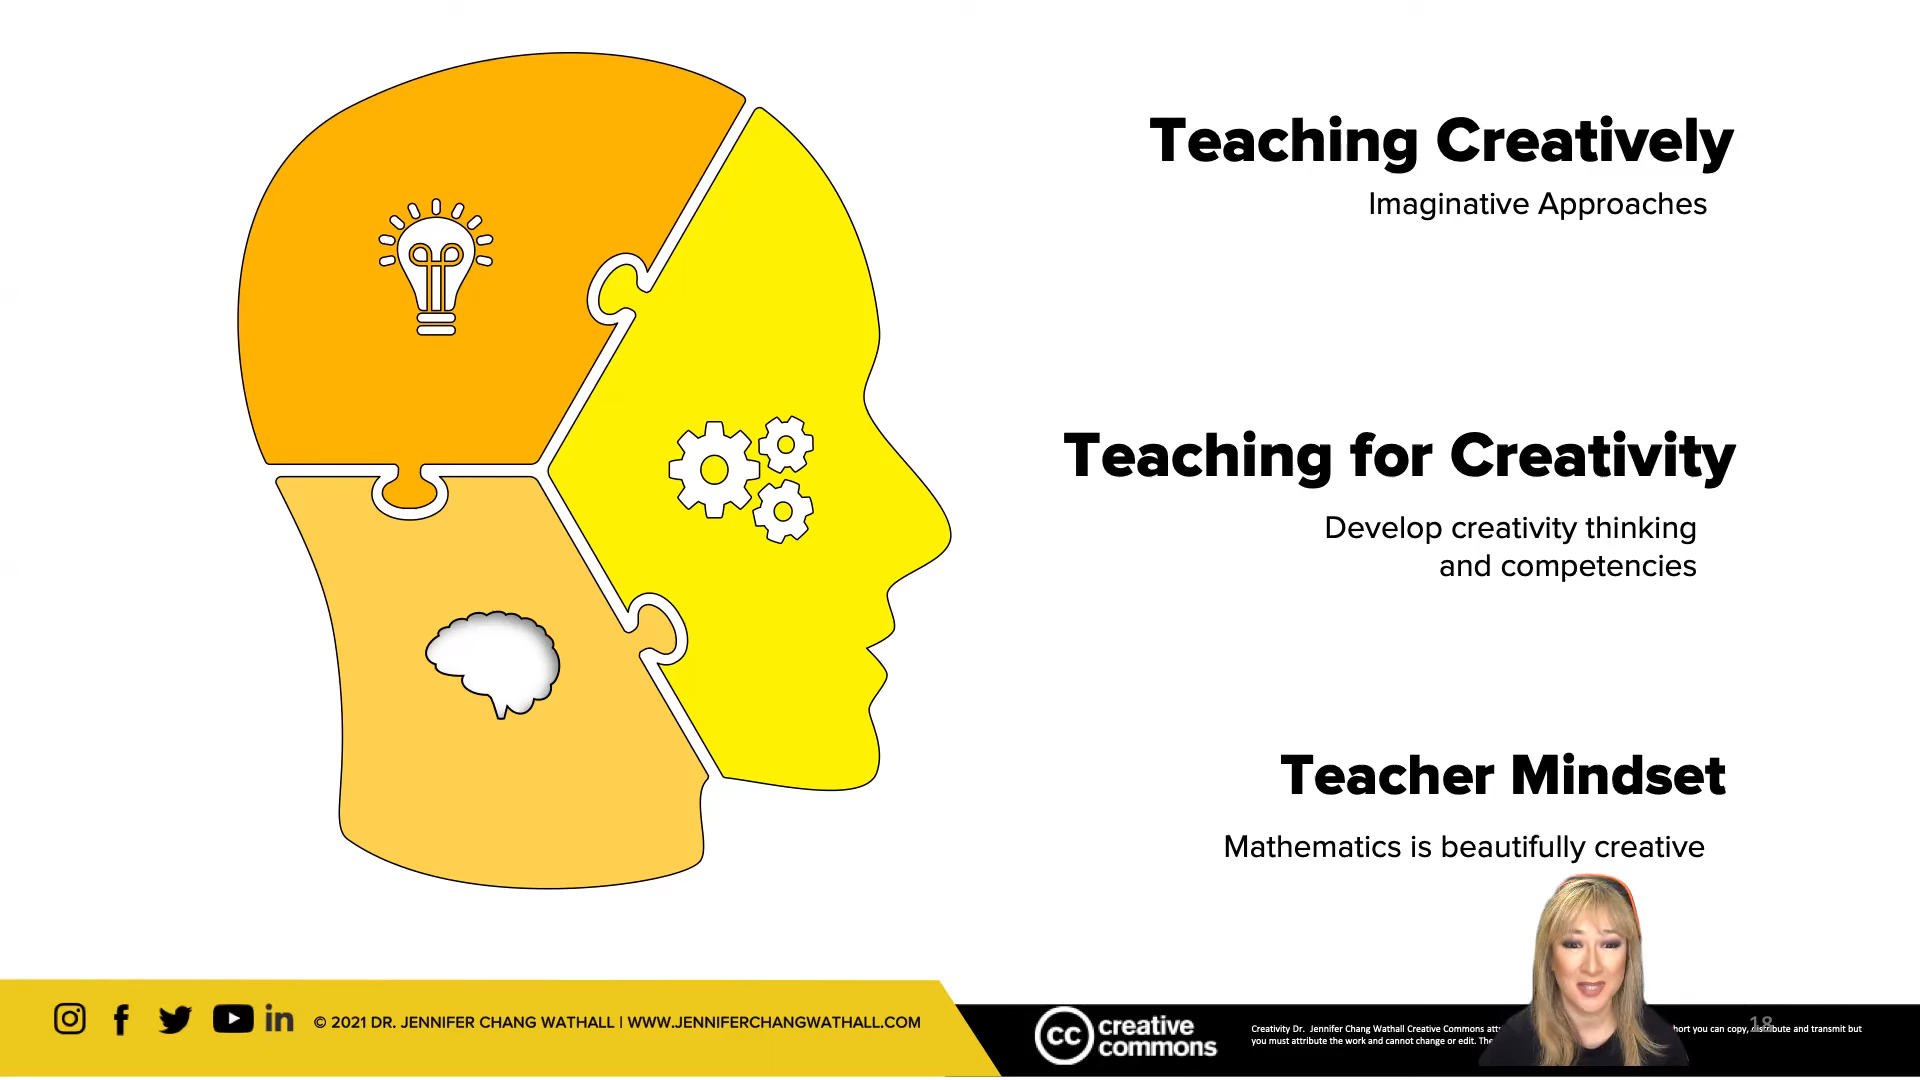 Teaching Creatively
Imaginative Approaches
Teaching for Creativity
Develop creativity thinking
and competencies
Teacher Mindset
Mathematics is beautifully creative
© 2021 DR. JENNIFER CHANG WATHALL | WWW.JENNIFERCHANGWATHALL.COM
cc creative
commons
Creativity Dr. Jennifer Chang Wathall Creative Commons
hort you can copy, distribute and transmit but
you must attribute the work and cannot change or edit. The
18